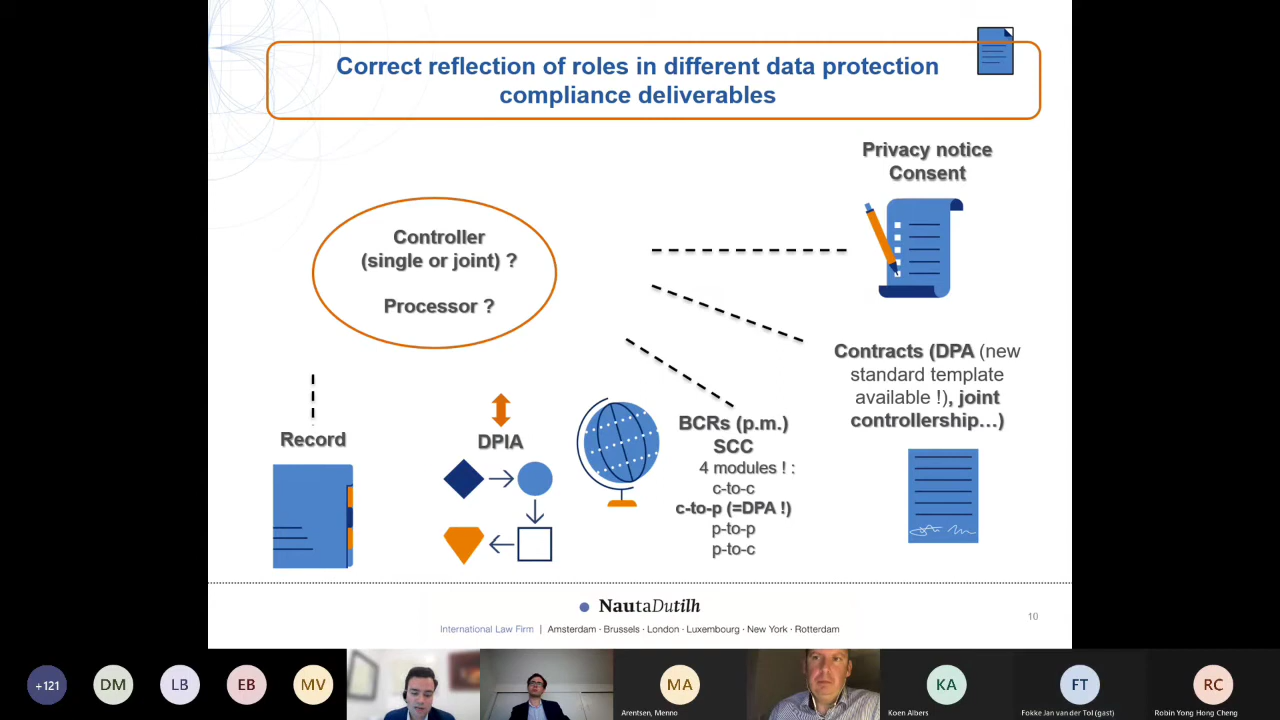 Correct reflection of roles in different data protection
compliance deliverables
Privacy notice
Consent
Controller
(single or joint) ?
Processor ?
Contracts (DPA (new
standard template
available !), joint
controllership…)
Record
DPIA
BCRs (p.m.)
SCC
4 modules ! :
c-to-c
c-to-p (=DPA !)
p-to-p
p-to-c
NautaDutilh
International Law Firm | Amsterdam · Brussels · London · Luxembourg · New York · Rotterdam
10
+121
DM
LB
EB
MV
MA
Arentsen, Menno
KA
Koen Albers
FT
Fokke Jan van der Tol (gast)
RC
Robin Yong Hong Cheng